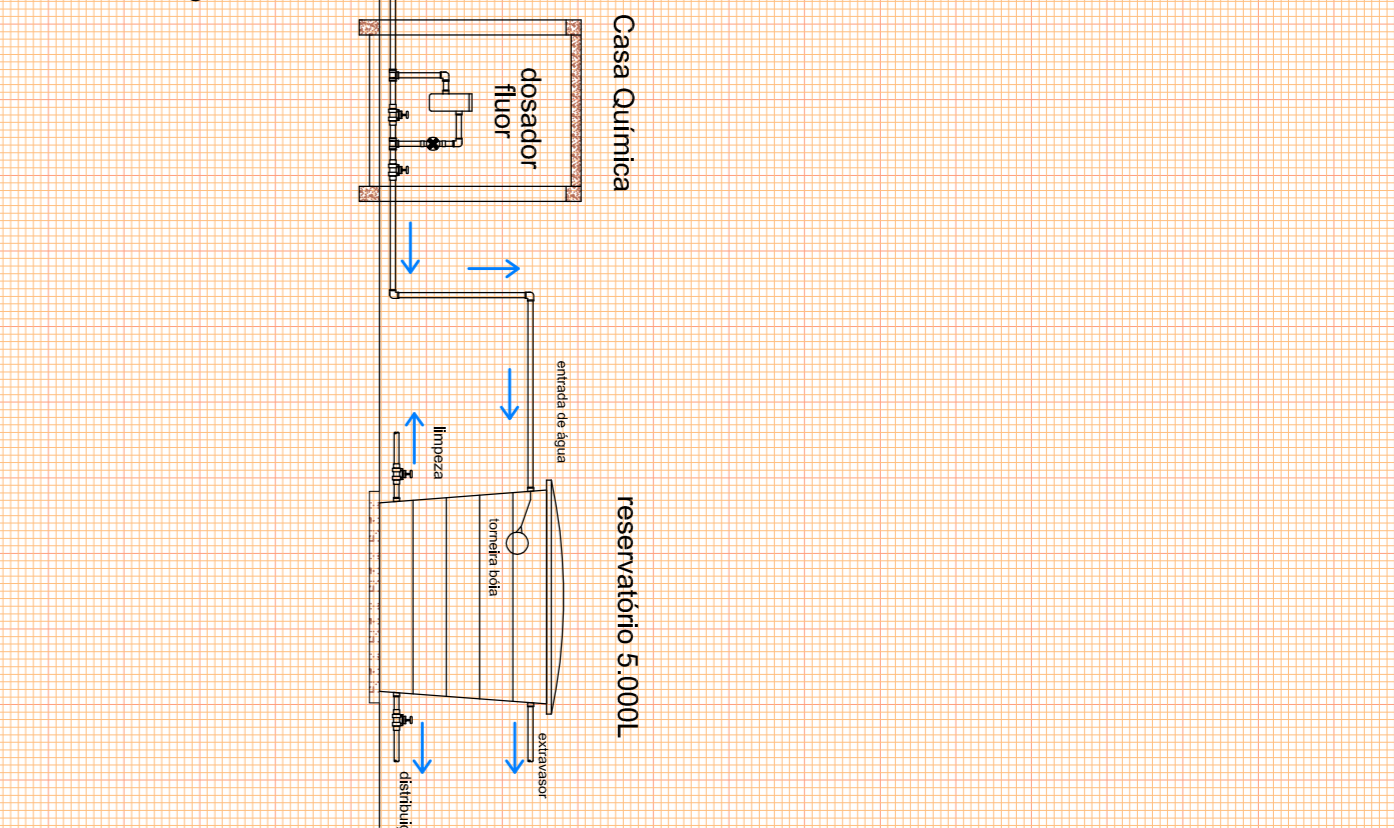 Casa Química
dosador
fluor
entrada de água
limpeza
reservatório 5.000L
torneira bóia
extravasor